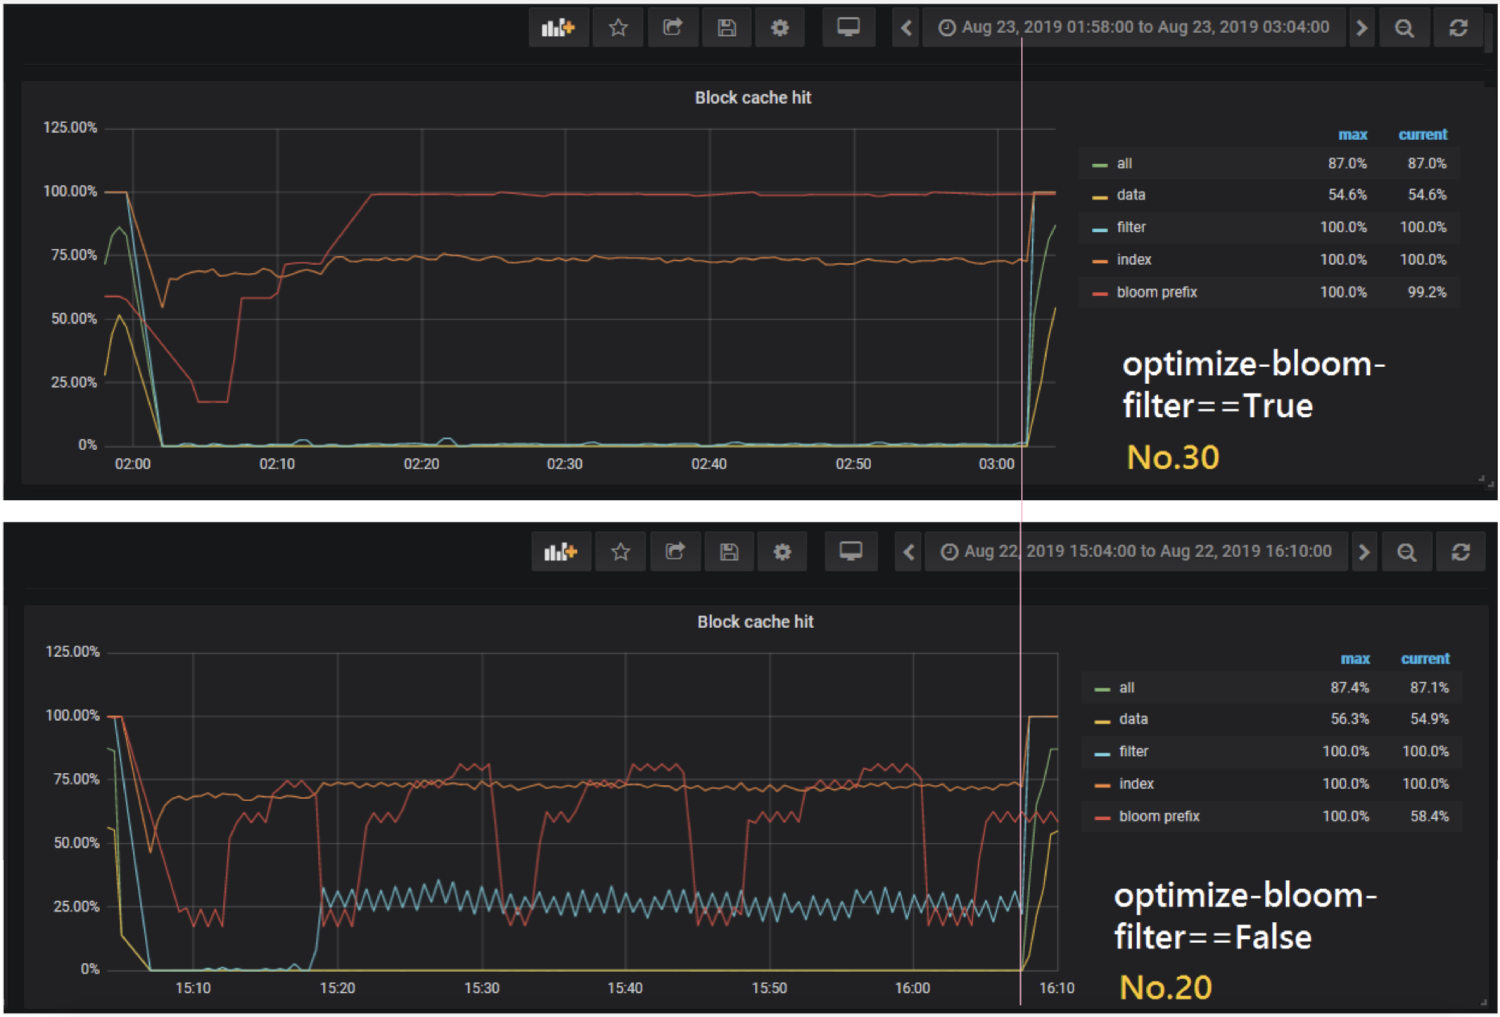 Aug 23, 2019 01:58:00 to Aug 23, 2019 03:04:00
Block cache hit
125.00%
100.00%
75.00%
50.00%
25.00%
0%
02:00 02:10 02:20 02:30 02:40 02:50 03:00
max current
all 87.0% 87.0%
data 54.6% 54.6%
filter 100.0% 100.0%
index 100.0% 100.0%
bloom prefix 100.0% 99.2%
optimize-bloom-
filter==True
No.30
Aug 22, 2019 15:04:00 to Aug 22, 2019 16:10:00
Block cache hit
125.00%
100.00%
75.00%
50.00%
25.00%
0%
15:10 15:20 15:30 15:40 15:50 16:00 16:10
max current
all 87.4% 87.1%
data 56.3% 54.9%
filter 100.0% 100.0%
index 100.0% 100.0%
bloom prefix 100.0% 58.4%
optimize-bloom-
filter==False
No.20